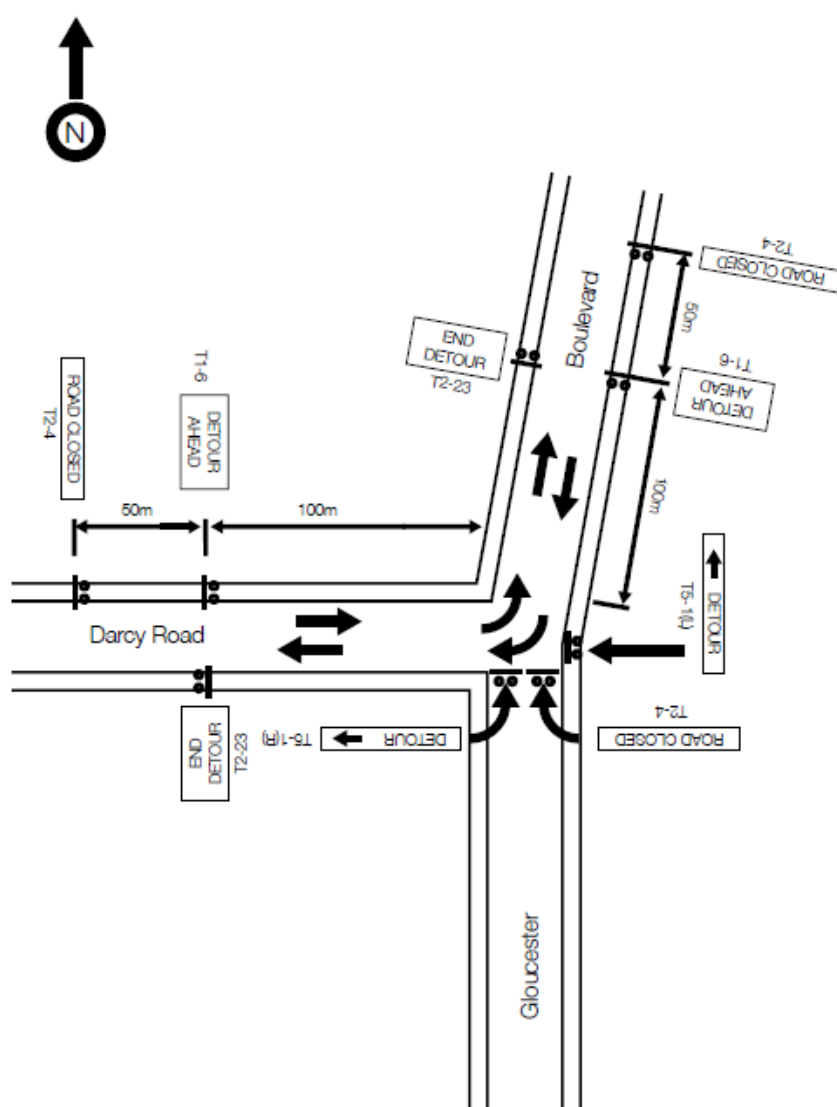 N
T2-4
ROAD CLOSED
50m
Boulevard
END
DETOUR
T2-23
T1-6
DETOUR
AHEAD
100m
T1-6
DETOUR
AHEAD
ROAD CLOSED
T2-4
50m
100m
DETOUR
T5-1(L)
Darcy Road
T2-4
ROAD CLOSED
END
DETOUR
T2-23
T5-1(R)
DETOUR
Gloucester